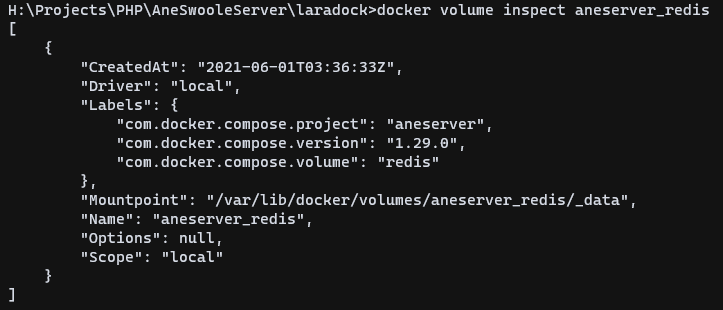 H:\Projects\PHP\AneSwooleServer\laradock>docker volume inspect aneserver_redis
[
    {
        "CreatedAt": "2021-06-01T03:36:33Z",
        "Driver": "local",
        "Labels": {
            "com.docker.compose.project": "aneserver",
            "com.docker.compose.version": "1.29.0",
            "com.docker.compose.volume": "redis"
        },
        "Mountpoint": "/var/lib/docker/volumes/aneserver_redis/_data",
        "Name": "aneserver_redis",
        "Options": null,
        "Scope": "local"
    }
]